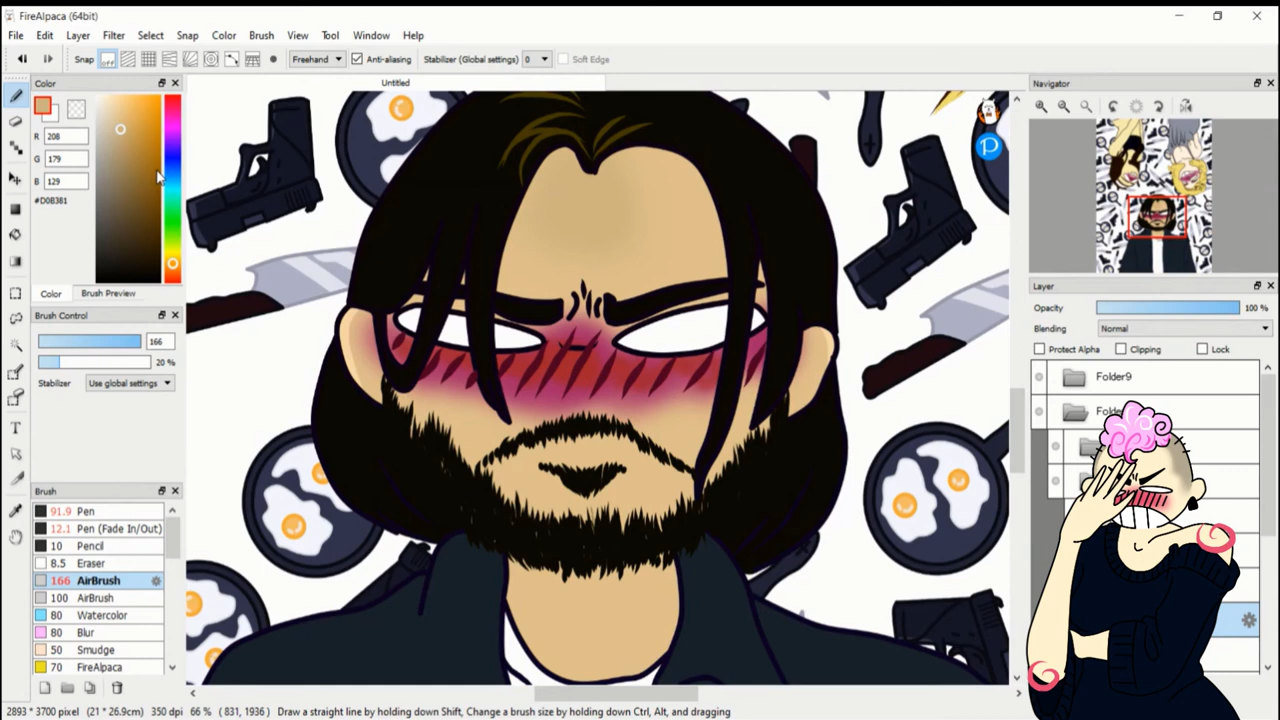 FireAlpaca (64bit)
File Edit Layer Filter Select Snap Color Brush View Tool Window Help
Snap off Freehand Anti-aliasing Stabilizer (Global settings) 0 Soft Edge
Color
Untitled
Navigator
R 208
G 179
B 129
#D0B381
Color Brush Preview
Brush Control
166
20 %
Stabilizer Use global settings
Brush
91.9 Pen
12.1 Pen (Fade In/Out)
10 Pencil
8.5 Eraser
166 AirBrush
100 AirBrush
80 Watercolor
80 Blur
50 Smudge
70 FireAlpaca
Layer
Opacity 100 %
Blending Normal
Protect Alpha Clipping Lock
Folder9
2893 * 3700 pixel (21 * 26.9cm) 350 dpi 66 % (831, 1936) Draw a straight line by holding down Shift, Change a brush size by holding down Ctrl, Alt, and dragging